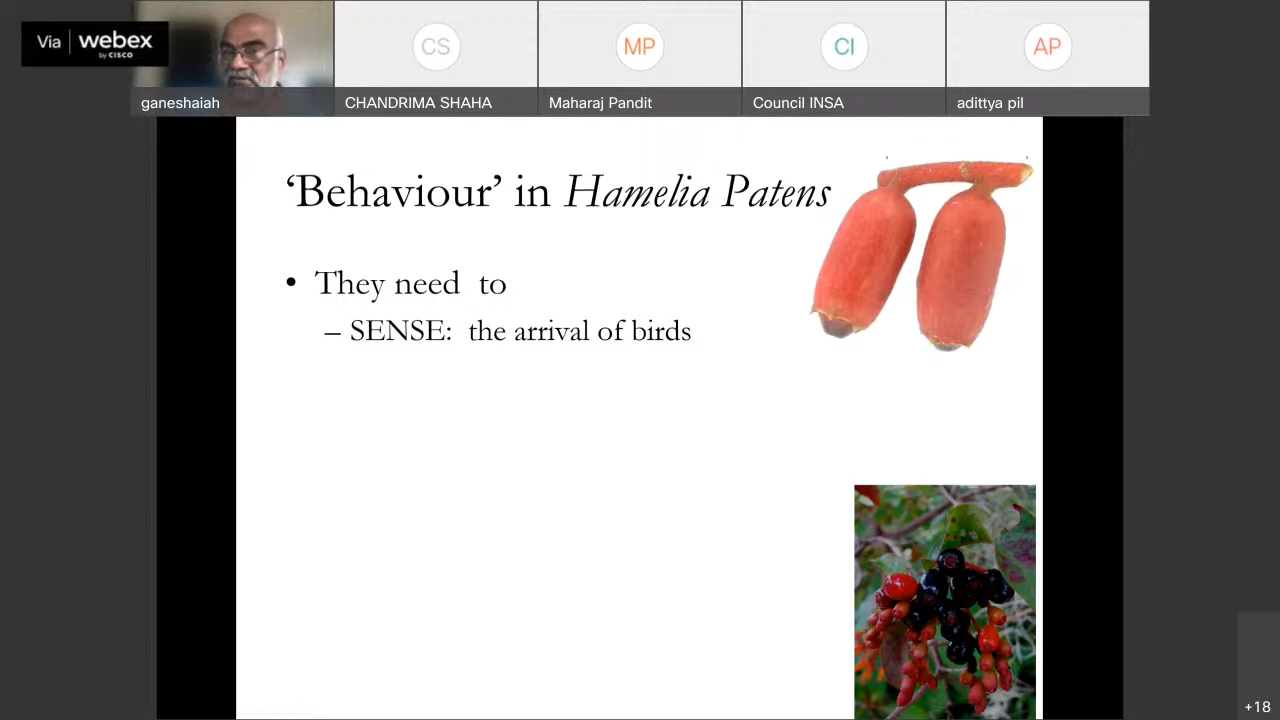 Via webex
by CISCO
CS
MP
CI
AP
ganeshaiah
CHANDRIMA SHAHA
Maharaj Pandit
Council INSA
adittya pil
‘Behaviour’ in Hamelia Patens
• They need to
– SENSE: the arrival of birds
+18